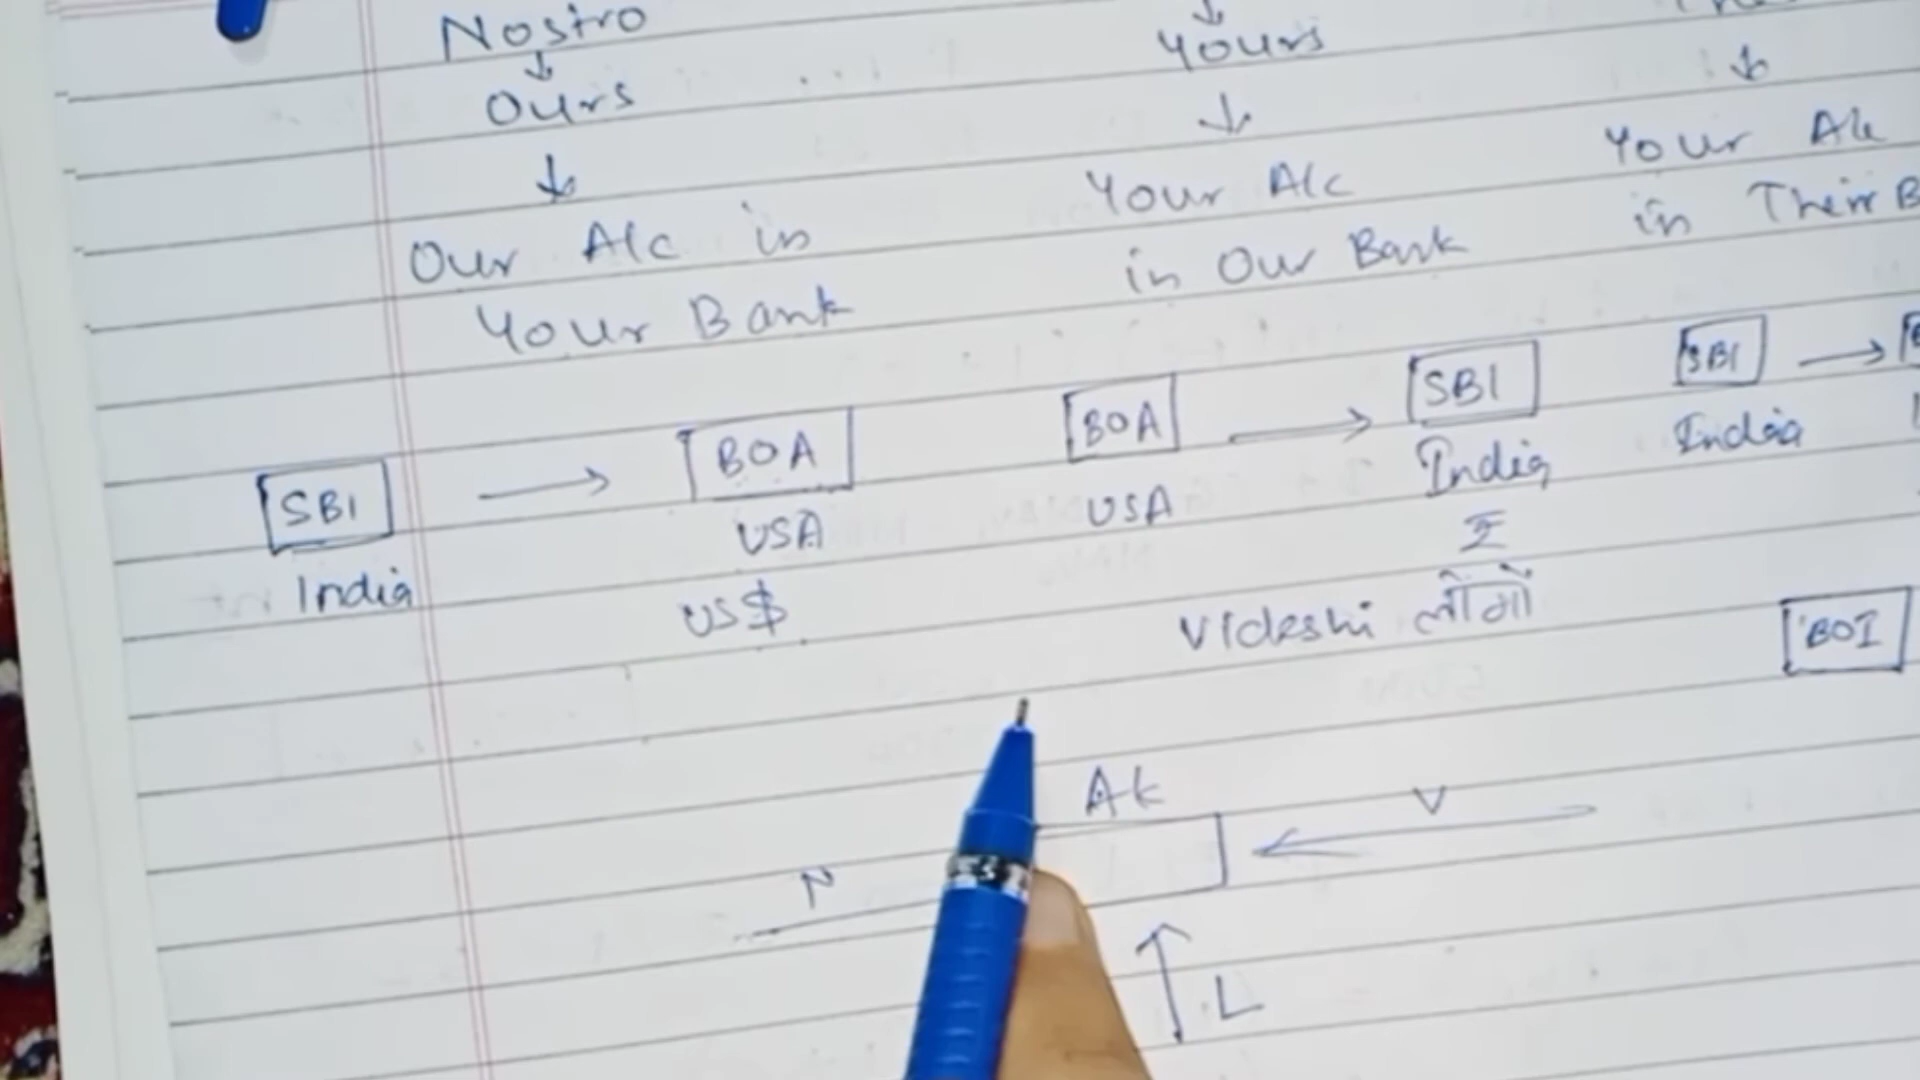 Nostro
Ours
Our A/c in
Your Bank
SBI
India
BOA
USA
US$
Yours
Your A/c
in Our Bank
BOA
USA
SBI
India
₹
Videshi लोगों
Your A/c
in Their B
SBI
India
BOI
A/c
N
V
L